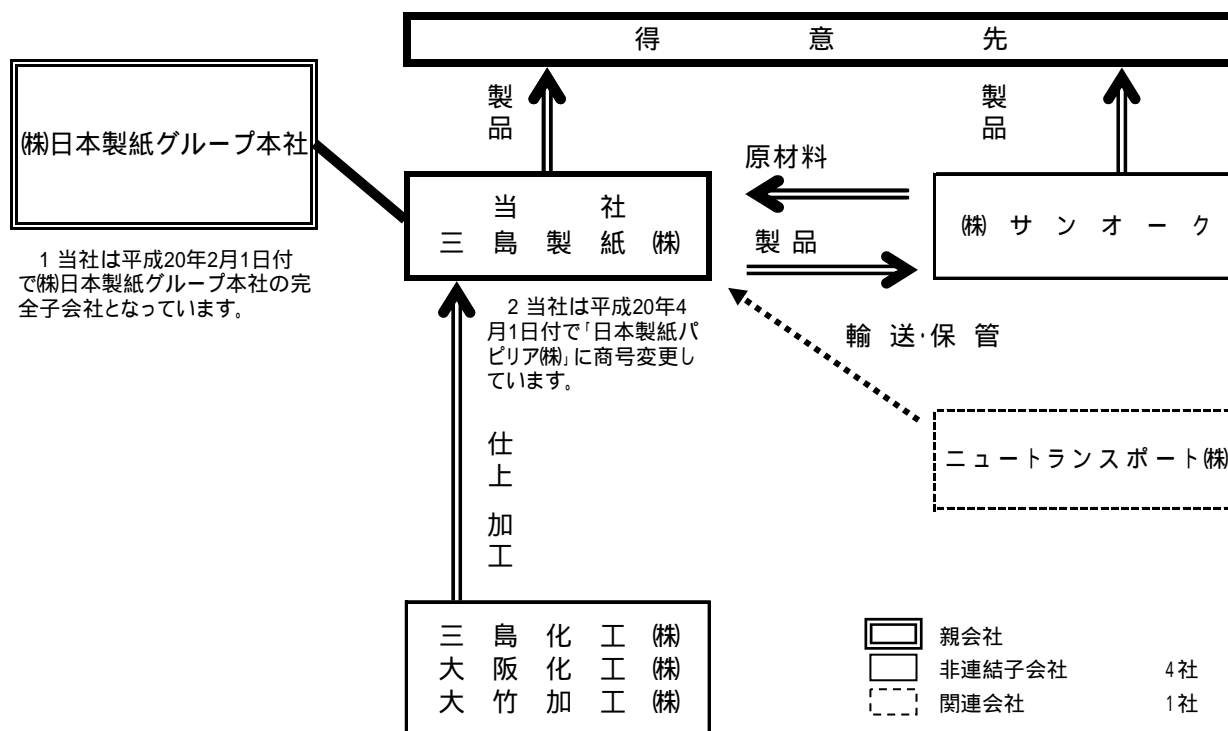 得意先
製品
製品
㈱日本製紙グループ本社
原材料
当社
三島製紙㈱
㈱サンオーク
製品
1 当社は平成20年2月1日付
で㈱日本製紙グループ本社の完
全子会社となっています。
2 当社は平成20年4
月1日付で「日本製紙パ
ピリア㈱」に商号変更し
ています。
輸送・保管
仕上加工
ニュートランスポート㈱
三島化工㈱
大阪化工㈱
大竹加工㈱
親会社
非連結子会社 4社
関連会社 1社